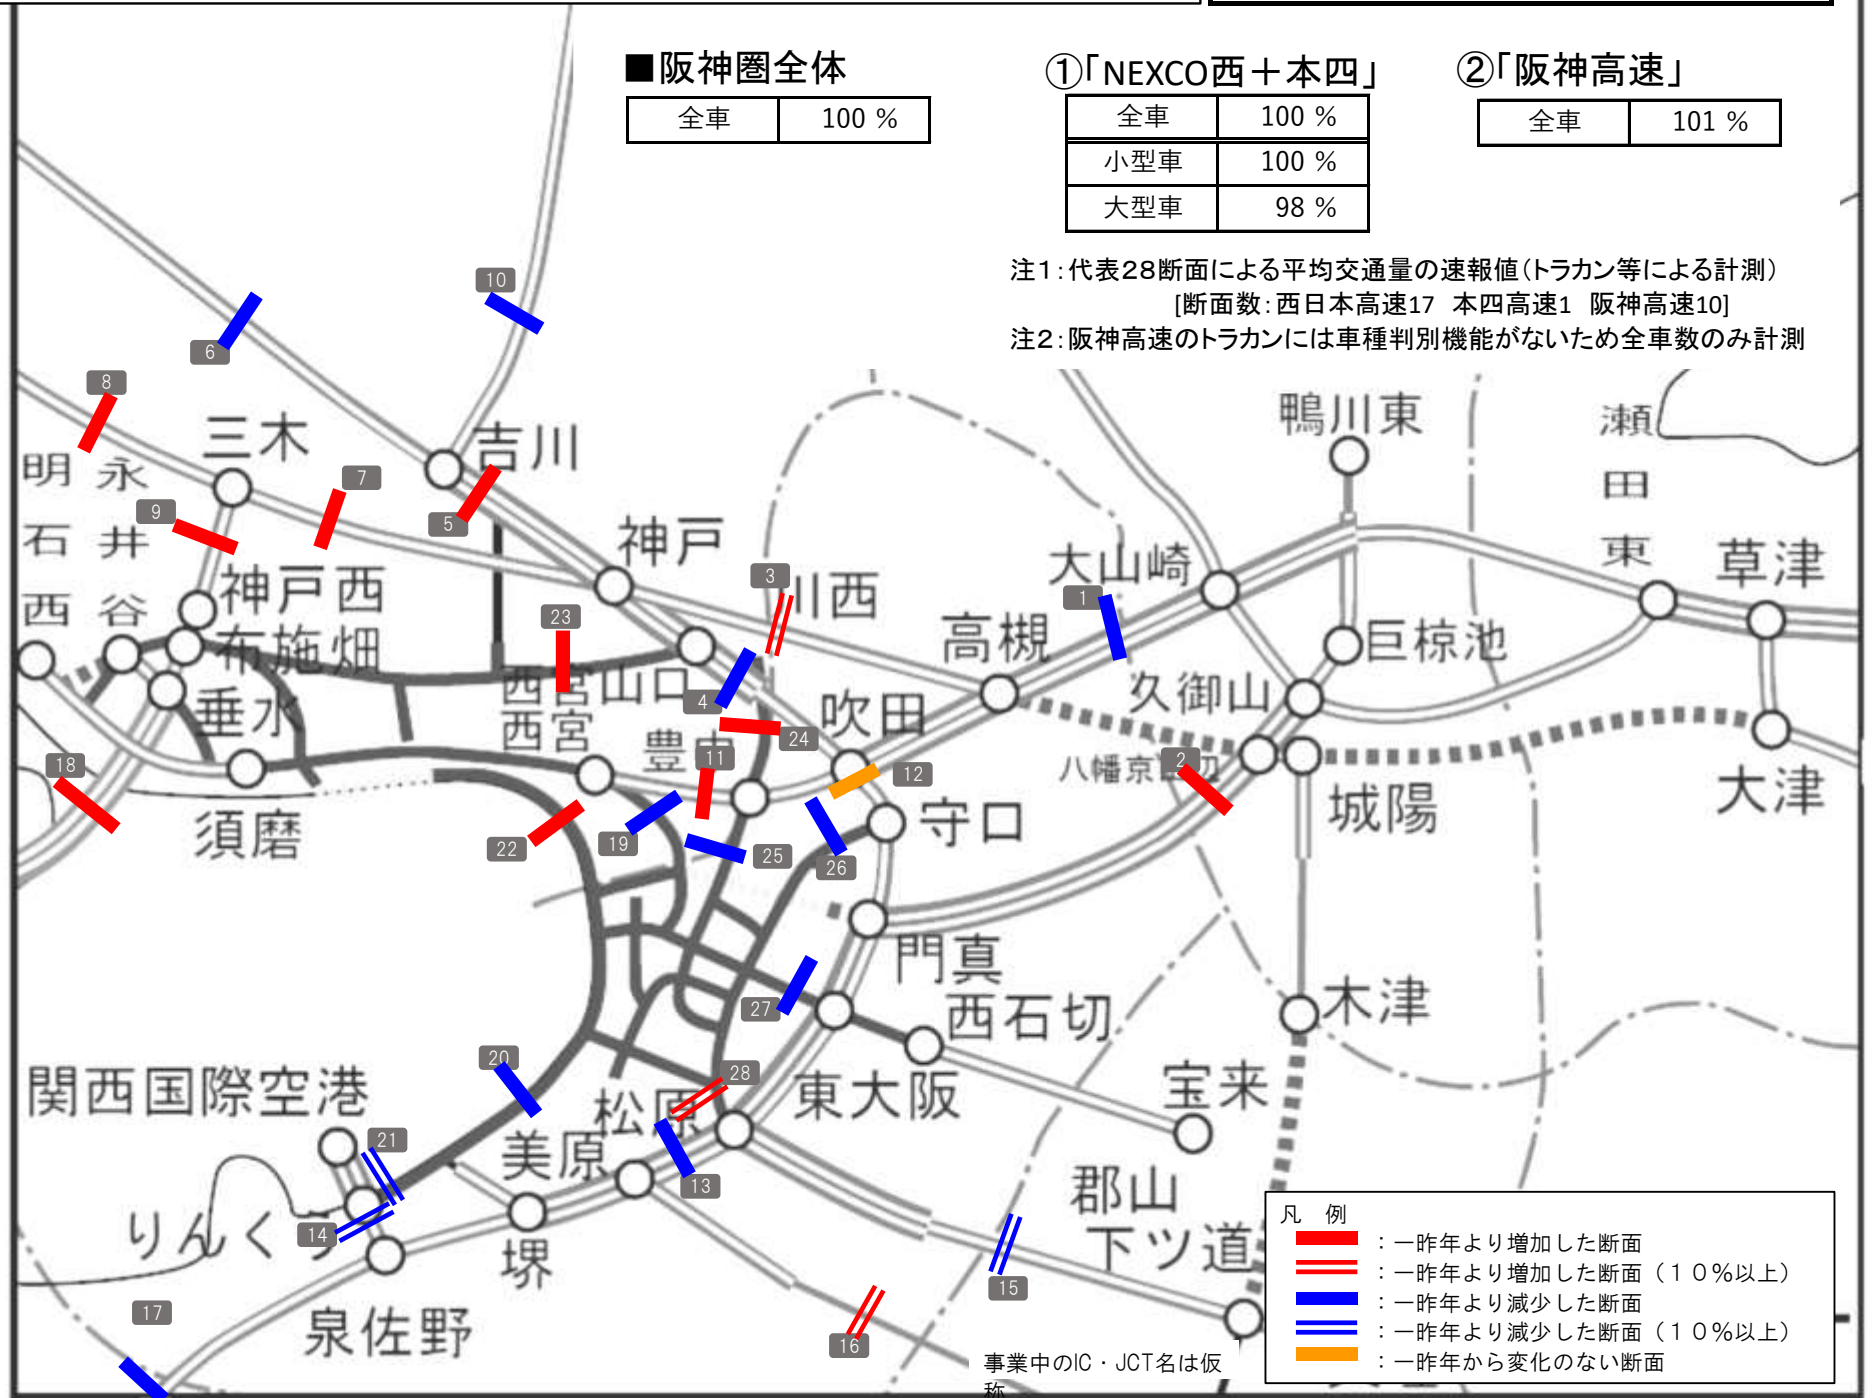 ■阪神圏全体
全車 100 %
①「NEXCO西＋本四」
全車 100 %
小型車 100 %
大型車 98 %
②「阪神高速」
全車 101 %
注1：代表28断面による平均交通量の速報値（トラカン等による計測）
[断面数：西日本高速17 本四高速1 阪神高速10]
注2：阪神高速のトラカンには車種判別機能がないため全車数のみ計測
10
6
8
三木
吉川
鴨川東
瀬田東
明石西
永井谷
7
9
5
神戸
大山崎
草津
神戸西
3
川西
1
高槻
23
布施畑
巨椋池
西宮山口
4
久御山
垂水
西宮
吹田
24
豊中
11
12
八幡京田辺
2
18
大津
城陽
須磨
22
19
25
26
守口
門真
27
西石切
木津
20
関西国際空港
松原
28
東大阪
宝来
21
美原
13
郡山
下ツ道
14
りんくう
堺
15
17
泉佐野
16
事業中のIC・JCT名は仮
称
凡 例
：一昨年より増加した断面
：一昨年より増加した断面（１０％以上）
：一昨年より減少した断面
：一昨年より減少した断面（１０％以上）
：一昨年から変化のない断面